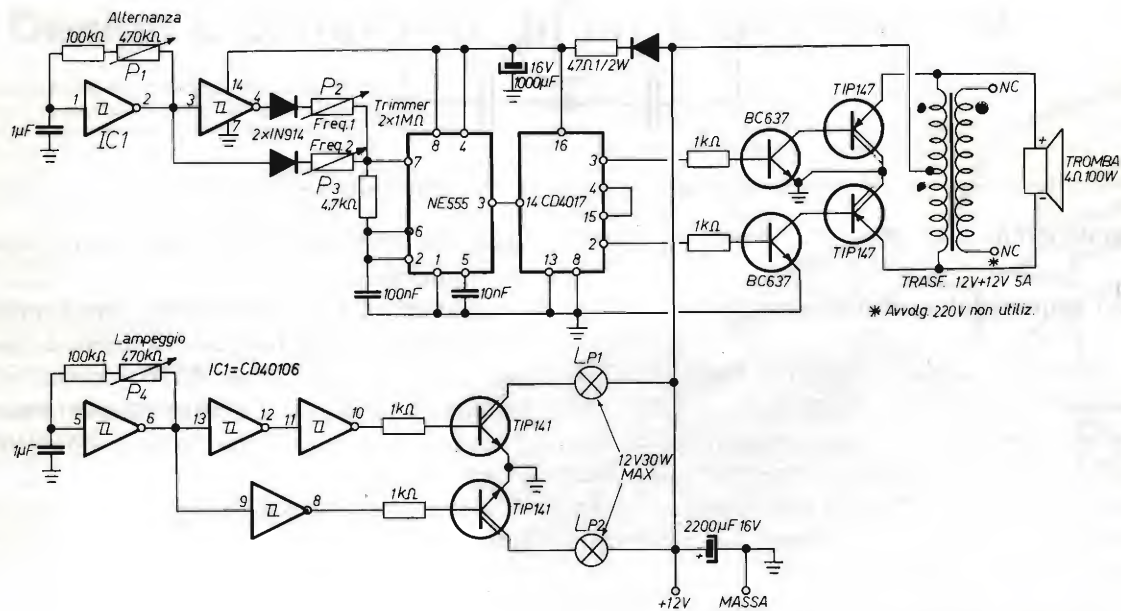 Alternanza
100kΩ
470kΩ
P1
1
2
IC1
1µF
3
14
4
7
2xIN914
P2
Freq.1
Trimmer
2x1MΩ
Freq.2
P3
4,7kΩ
7
8
4
NE555
3
6
2
1
5
100nF
10nF
16V
1000µF
47Ω 1/2W
16
14 CD4017
3
4
15
2
13
8
1kΩ
BC637
TIP147
1kΩ
BC637
TIP147
NC
NC
*
+
-
TROMBA
4Ω 100W
TRASF. 12V+12V 5A
* Avvolg. 220V non utiliz.
Lampeggio
100kΩ
470kΩ
P4
IC1=CD40106
5
6
1µF
13
12
11
10
1kΩ
TIP141
LP1
9
8
1kΩ
TIP141
LP2
12V30W
MAX
2200µF 16V
+
+12V
MASSA